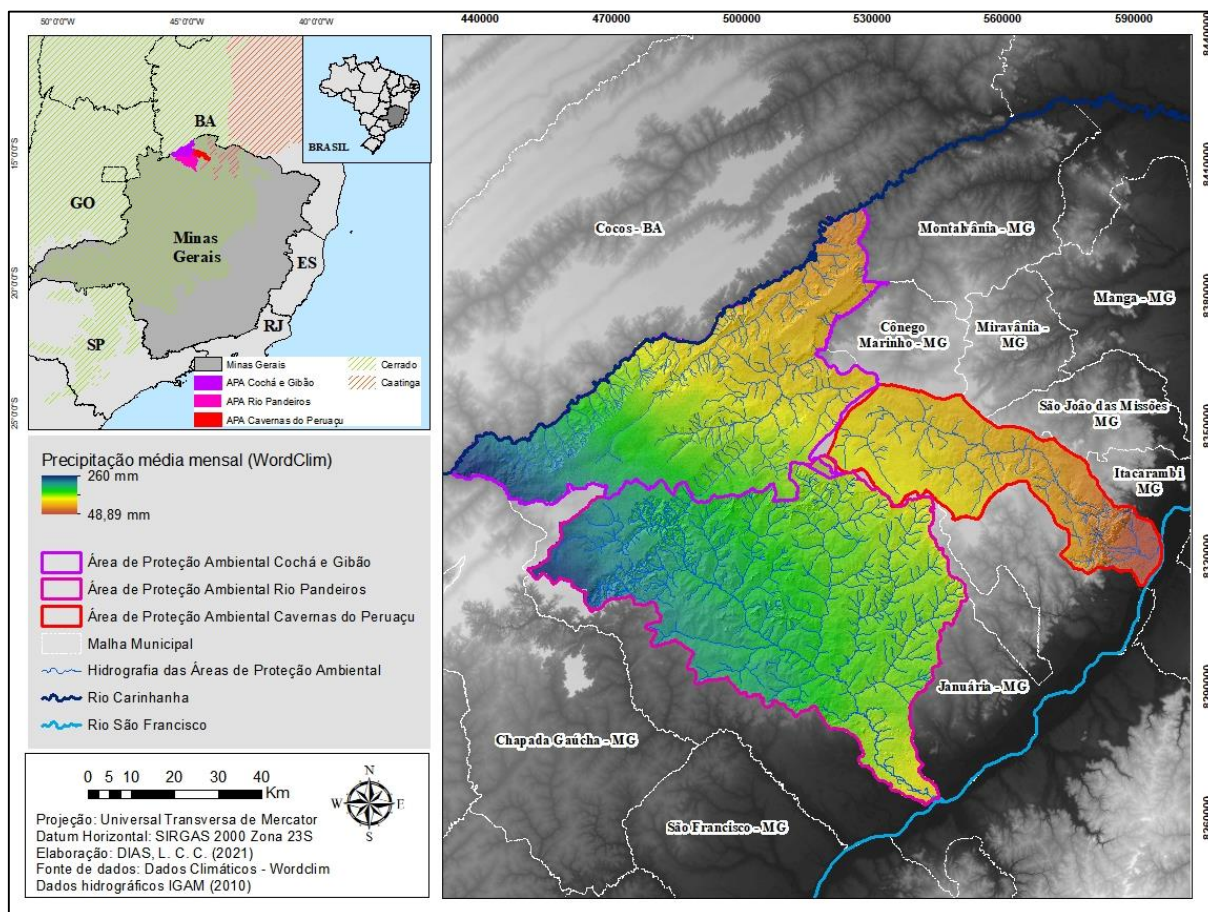 50°0'0"W
45°0'0"W
40°0'0"W
15°0'0"S
20°0'0"S
25°0'0"S
BRASIL
BA
GO
Minas
Gerais
ES
RJ
SP
Minas Gerais
APA Cochá e Gibão
APA Rio Pandeiros
APA Cavernas do Peruaçu
Cerrado
Caatinga
Precipitação média mensal (WordClim)
260 mm
48,89 mm
Área de Proteção Ambiental Cochá e Gibão
Área de Proteção Ambiental Rio Pandeiros
Área de Proteção Ambiental Cavernas do Peruaçu
Malha Municipal
Hidrografia das Áreas de Proteção Ambiental
Rio Carinhanha
Rio São Francisco
0 5 10 20 30 40
Km
N
W E
S
Projeção: Universal Transversa de Mercator
Datum Horizontal: SIRGAS 2000 Zona 23S
Elaboração: DIAS, L. C. C. (2021)
Fonte de dados: Dados Climáticos - Wordclim
Dados hidrográficos IGAM (2010)
440000 470000 500000 530000 560000 590000
8440000
8410000
8380000
8350000
8320000
8290000
8260000
Cocos - BA
Montalvânia - MG
Manga - MG
Cônego
Marinho - MG
Miravânia -
MG
São João das Missões
MG
Itacarambi
MG
Januária - MG
Chapada Gaúcha - MG
São Francisco - MG